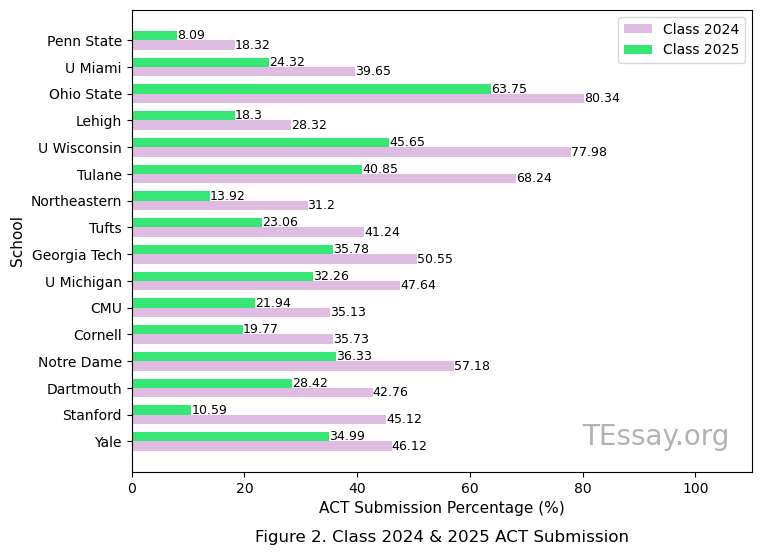 Class 2024
Class 2025
Penn State 8.09
18.32
U Miami 24.32
39.65
Ohio State 63.75
80.34
Lehigh 18.3
28.32
U Wisconsin 45.65
77.98
Tulane 40.85
68.24
Northeastern 13.92
31.2
Tufts 23.06
41.24
Georgia Tech 35.78
50.55
U Michigan 32.26
47.64
CMU 21.94
35.13
Cornell 19.77
35.73
Notre Dame 36.33
57.18
Dartmouth 28.42
42.76
Stanford 10.59
45.12
Yale 34.99
46.12
School
TEssay.org
0 20 40 60 80 100
ACT Submission Percentage (%)
Figure 2. Class 2024 & 2025 ACT Submission